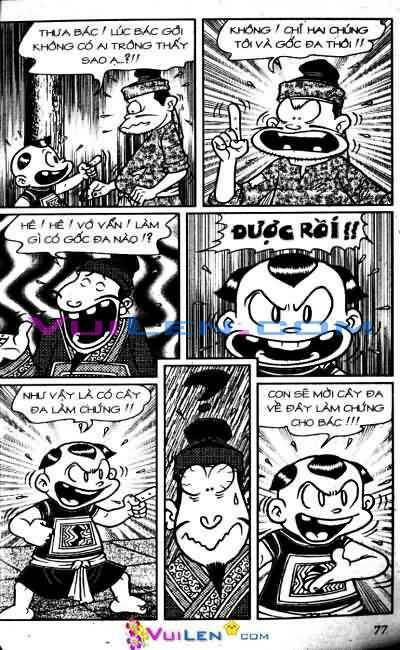 THƯA BÁC! LÚC BÁC GỞI
KHÔNG CÓ AI TRÔNG THẤY
SAO Ạ..?!!
KHÔNG! CHỈ HAI CHÚNG
TÔI VÀ GỐC ĐA THÔI!!
HÊ! HÊ! VỚ VẨN! LÀM
GÌ CÓ GỐC ĐA NÀO!?
ĐƯỢC RỒI!!
VUILEN.COM
NHƯ VẬY LÀ CÓ CÂY
ĐA LÀM CHỨNG!!
?
CON SẼ MỜI CÂY ĐA
VỀ ĐÂY LÀM CHỨNG
CHO BÁC!!!
77
VUILEN.COM